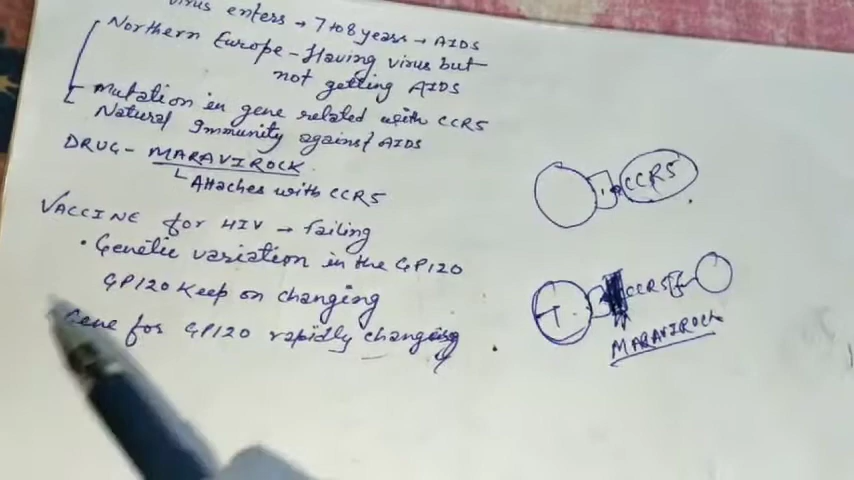 virus enters → 7 to 8 years → AIDS
Northern Europe - Having virus but
not getting AIDS
Mutation in gene related with CCR5
Natural Immunity against AIDS
DRUG - MARAVIROCK
Attaches with CCR5
VACCINE for HIV → failing
• Genetic variation in the GP120
GP120 Keep on changing
Gene for GP120 rapidly changing
CCR5
T CCR5
MARAVIROCK